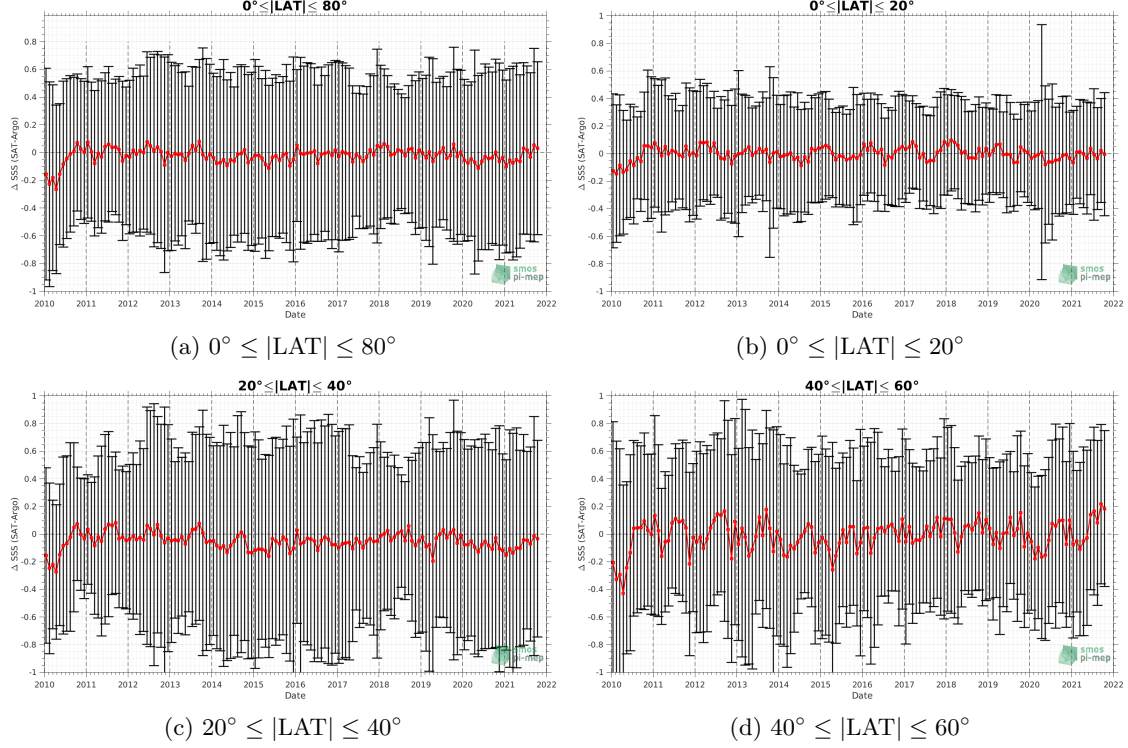 0°≤|LAT|≤ 80°
1
0.8
0.6
0.4
0.2
0
-0.2
-0.4
-0.6
-0.8
-1
Δ SSS (SAT-Argo)
2010 2011 2012 2013 2014 2015 2016 2017 2018 2019 2020 2021 2022
Date
smos
pi-mep
(a) 0° ≤ |LAT| ≤ 80°
0°≤|LAT|≤ 20°
1
0.8
0.6
0.4
0.2
0
-0.2
-0.4
-0.6
-0.8
-1
Δ SSS (SAT-Argo)
2010 2011 2012 2013 2014 2015 2016 2017 2018 2019 2020 2021 2022
Date
smos
pi-mep
(b) 0° ≤ |LAT| ≤ 20°
20°≤|LAT|≤ 40°
1
0.8
0.6
0.4
0.2
0
-0.2
-0.4
-0.6
-0.8
-1
Δ SSS (SAT-Argo)
2010 2011 2012 2013 2014 2015 2016 2017 2018 2019 2020 2021 2022
Date
smos
pi-mep
(c) 20° ≤ |LAT| ≤ 40°
40°≤|LAT|≤ 60°
1
0.8
0.6
0.4
0.2
0
-0.2
-0.4
-0.6
-0.8
-1
Δ SSS (SAT-Argo)
2010 2011 2012 2013 2014 2015 2016 2017 2018 2019 2020 2021 2022
Date
smos
pi-mep
(d) 40° ≤ |LAT| ≤ 60°